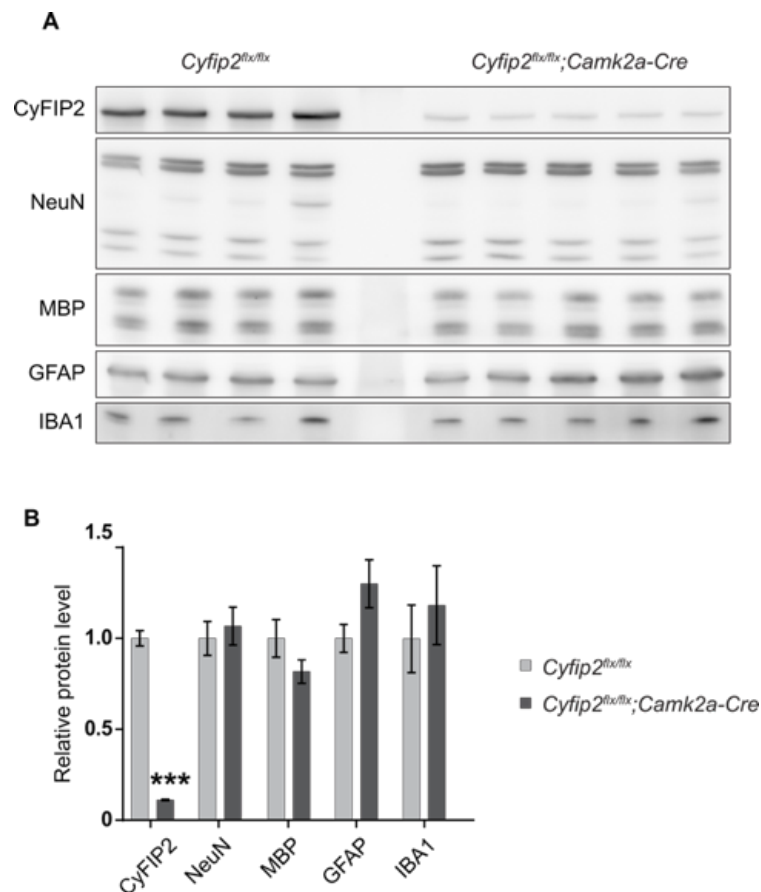 A
Cyfip2flx/flx
Cyfip2flx/flx;Camk2a-Cre
CyFIP2
NeuN
MBP
GFAP
IBA1
B
Relative protein level
1.5
1.0
0.5
0
***
CyFIP2
NeuN
MBP
GFAP
IBA1
Cyfip2flx/flx
Cyfip2flx/flx;Camk2a-Cre